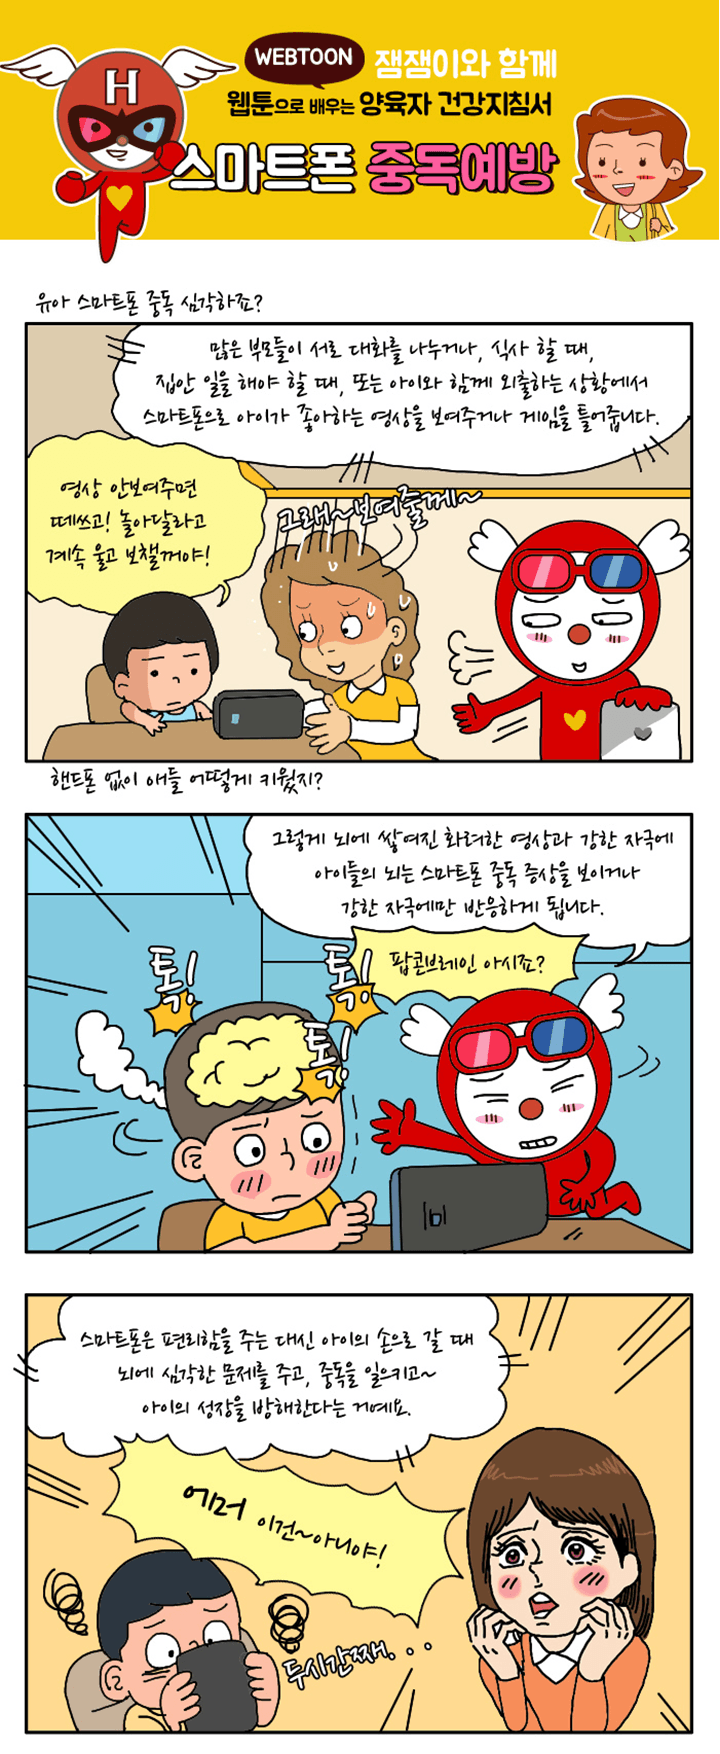 H
WEBTOON 잼잼이와 함께
웹툰으로 배우는 양육자 건강지침서
스마트폰 중독예방
유아 스마트폰 중독 심각하죠?
많은 부모들이 서로 대화를 나누거나, 식사 할 때,
집안 일을 해야 할 때, 또는 아이와 함께 외출하는 상황에서
스마트폰으로 아이가 좋아하는 영상을 보여주거나 게임을 틀어줍니다.
영상 안보여주면
떼쓰고! 놀아달라고
계속 울고 보챌꺼야!
그래~보여줄께~
핸드폰 없이 애들 어떻게 키웠지?
그렇게 뇌에 쌓여진 화려한 영상과 강한 자극에
아이들의 뇌는 스마트폰 중독 증상을 보이거나
강한 자극에만 반응하게 됩니다.
팝콘브레인 아시죠?
톡!
톡!
톡!
스마트폰은 편리함을 주는 대신 아이의 손으로 갈 때
뇌에 심각한 문제를 주고, 중독을 일으키고~
아이의 성장을 방해한다는 거예요.
에머 이건~아니야!
두시간째. . .